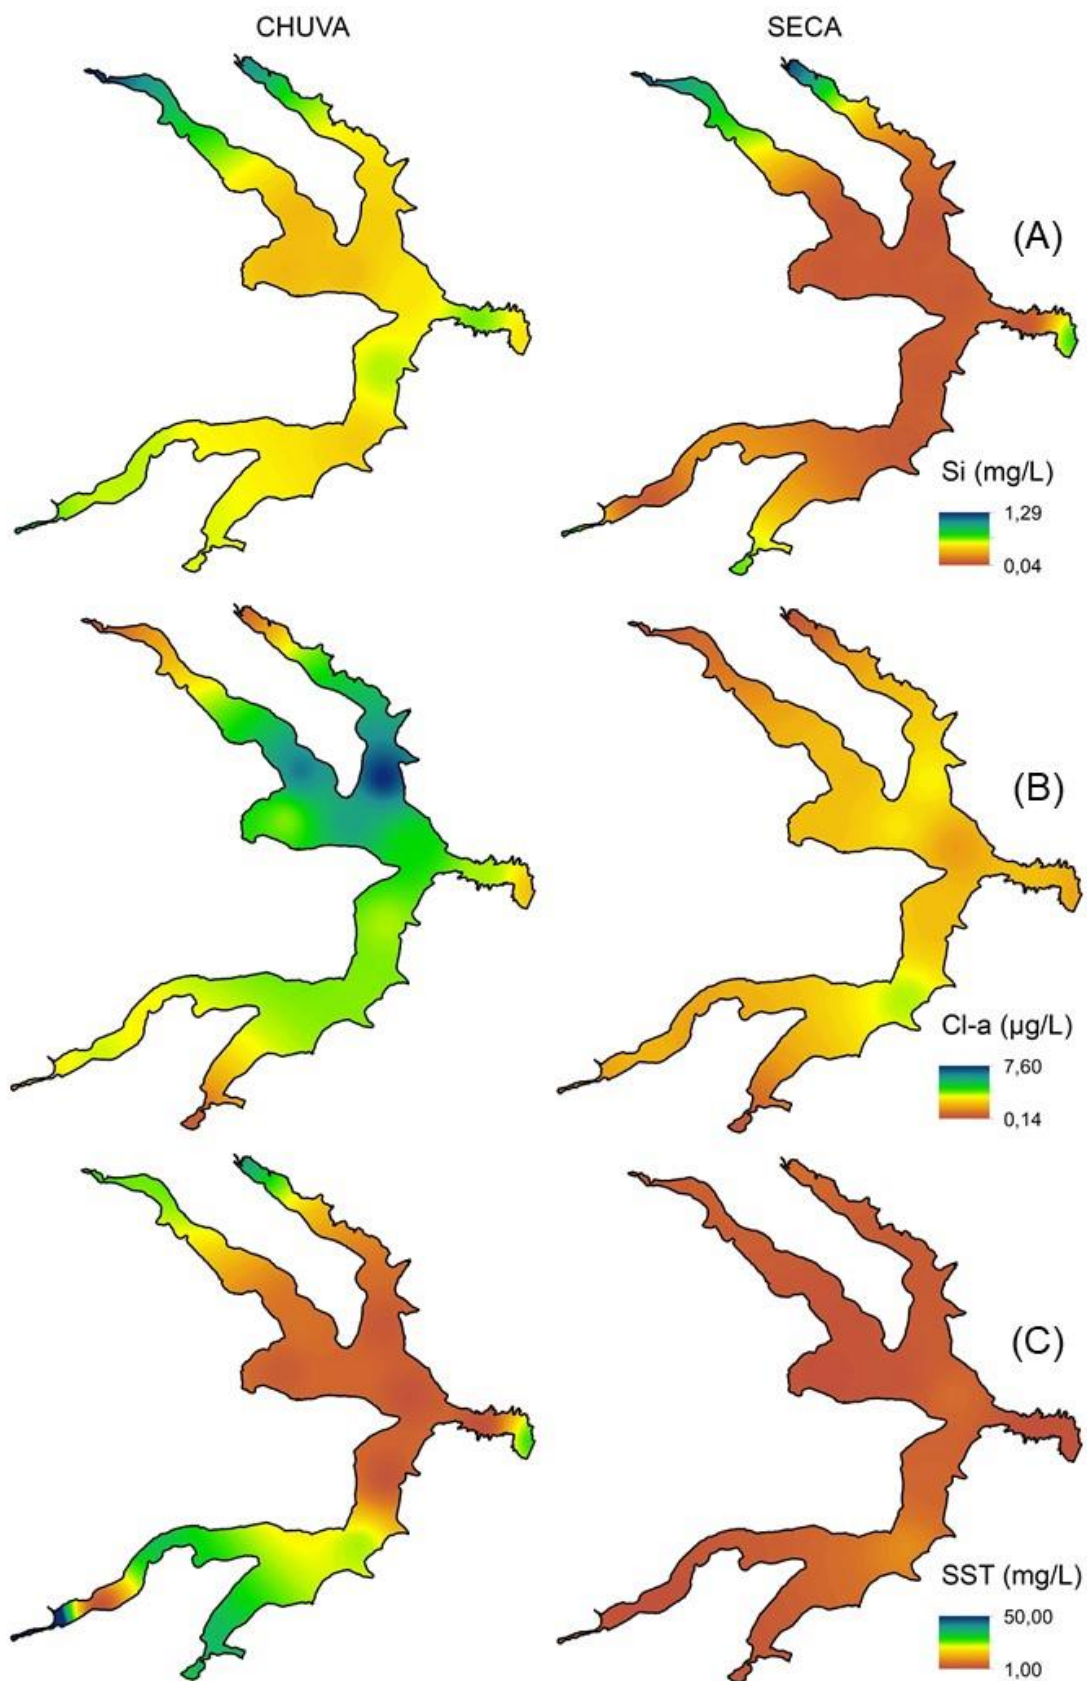 CHUVA
SECA
(A)
Si (mg/L)
1,29
0,04
(B)
Cl-a (µg/L)
7,60
0,14
(C)
SST (mg/L)
50,00
1,00